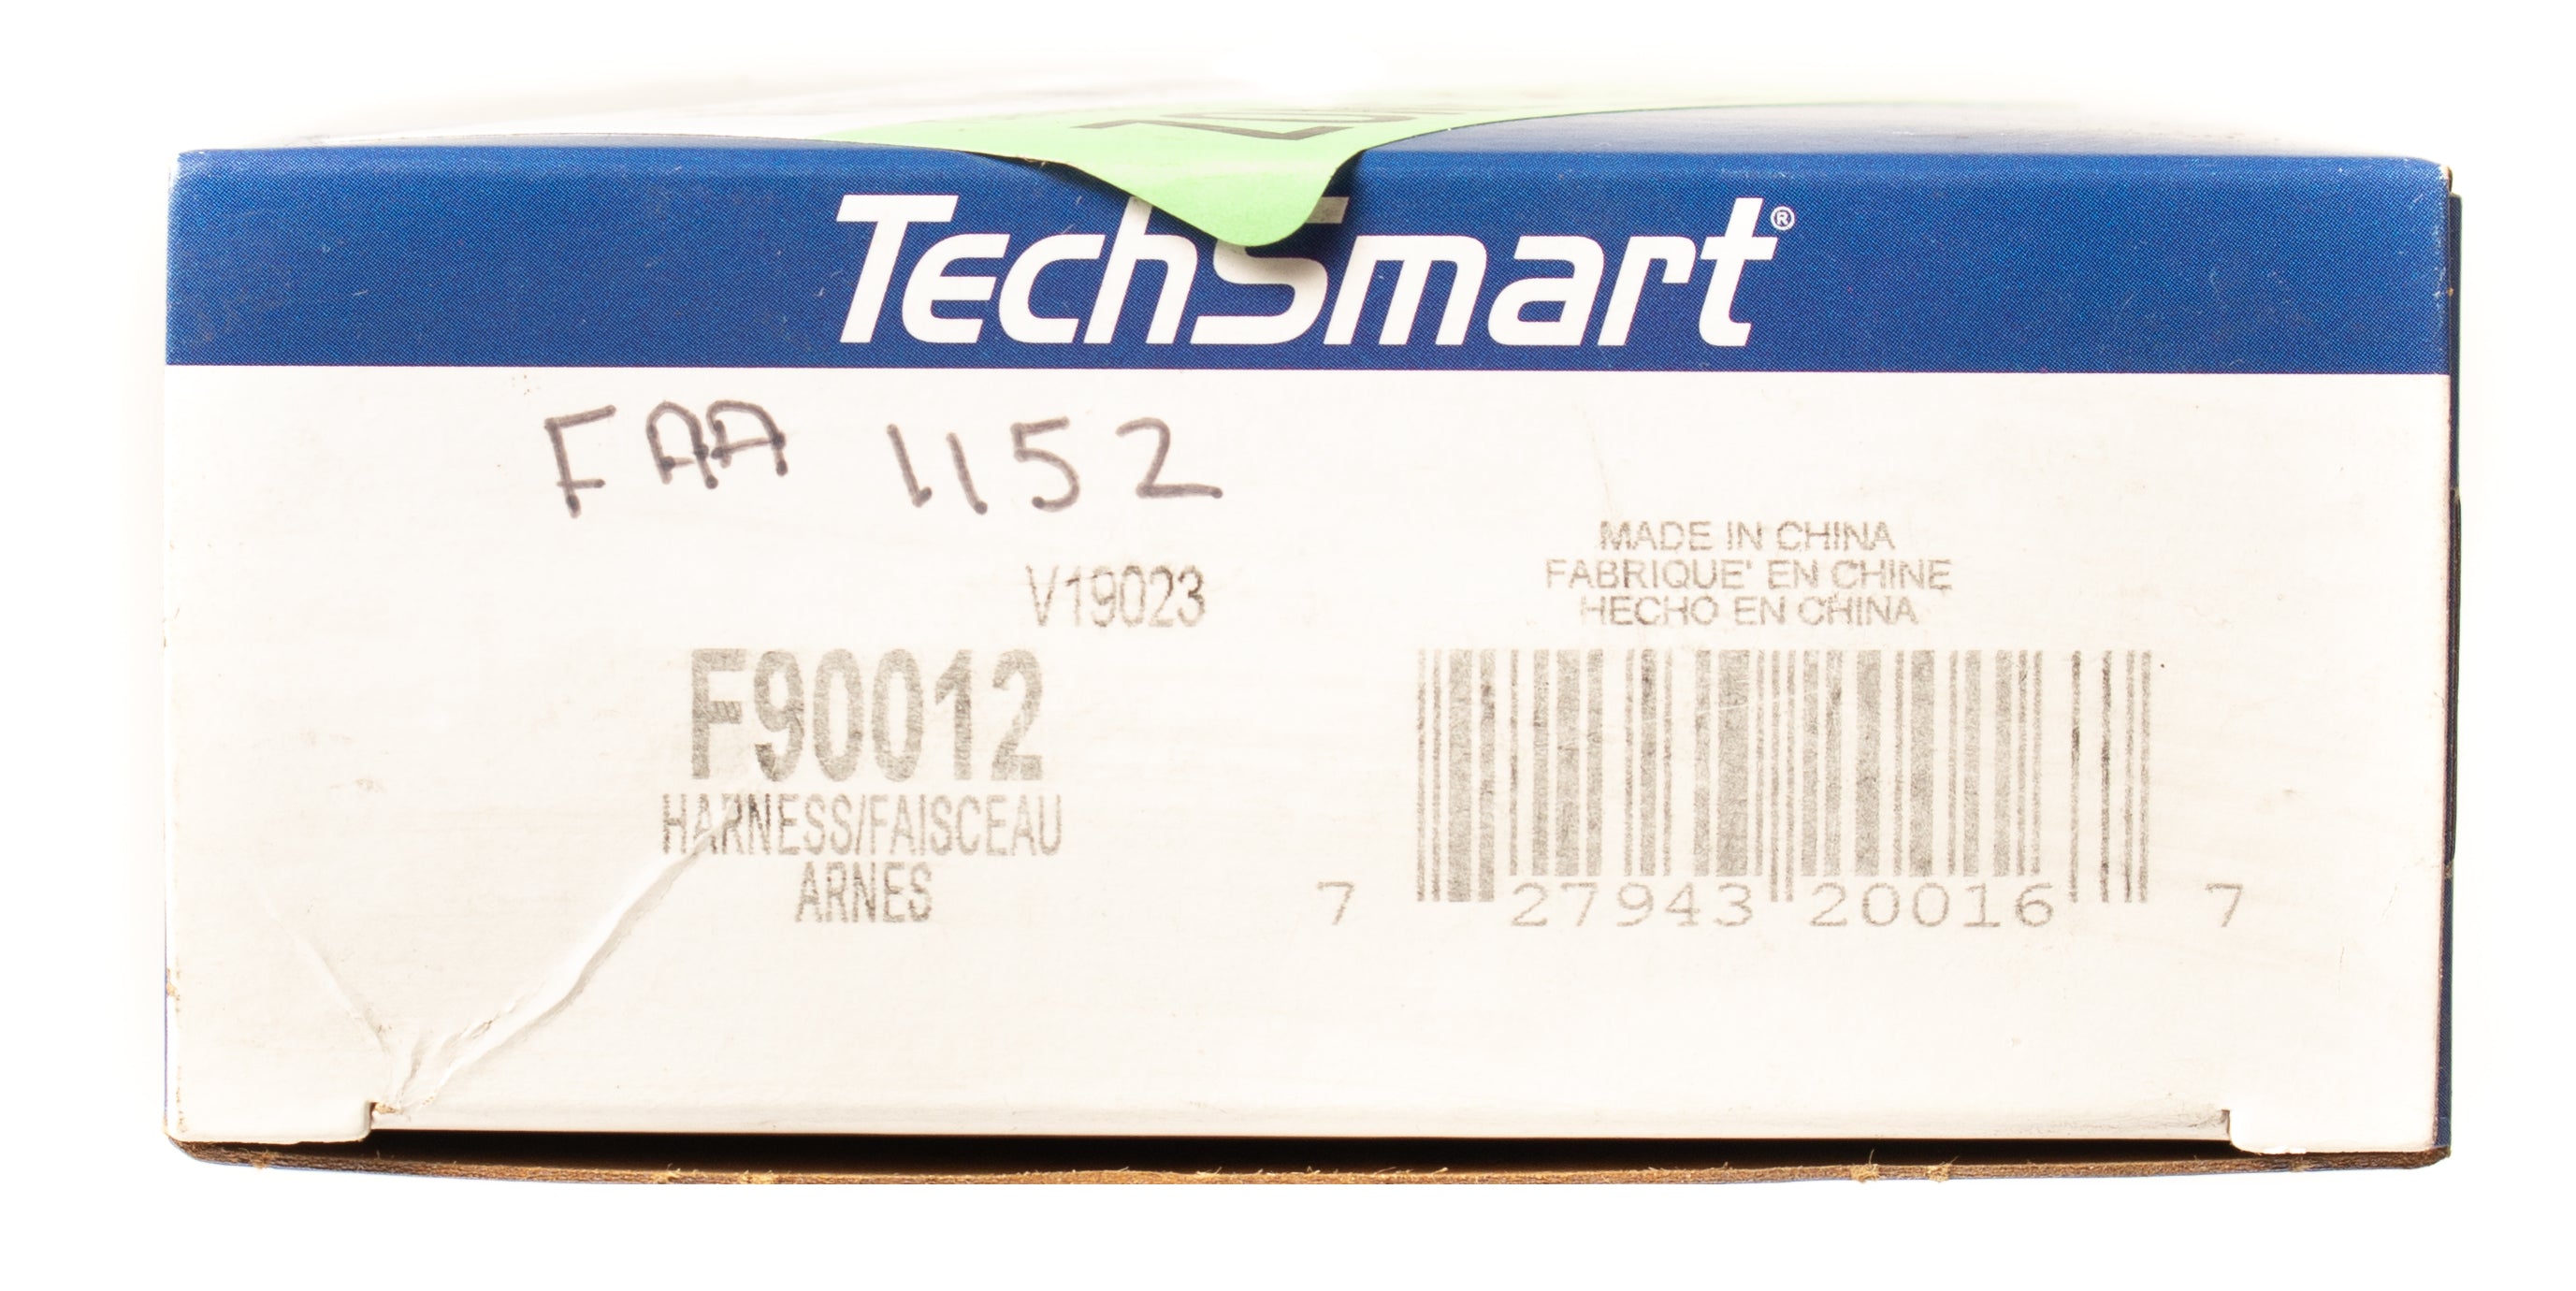 TechSmart®
FAA 1152
V19023
F90012
HARNESS/FAISCEAU
ARNES
MADE IN CHINA
FABRIQUE' EN CHINE
HECHO EN CHINA
7 27943 20016 7